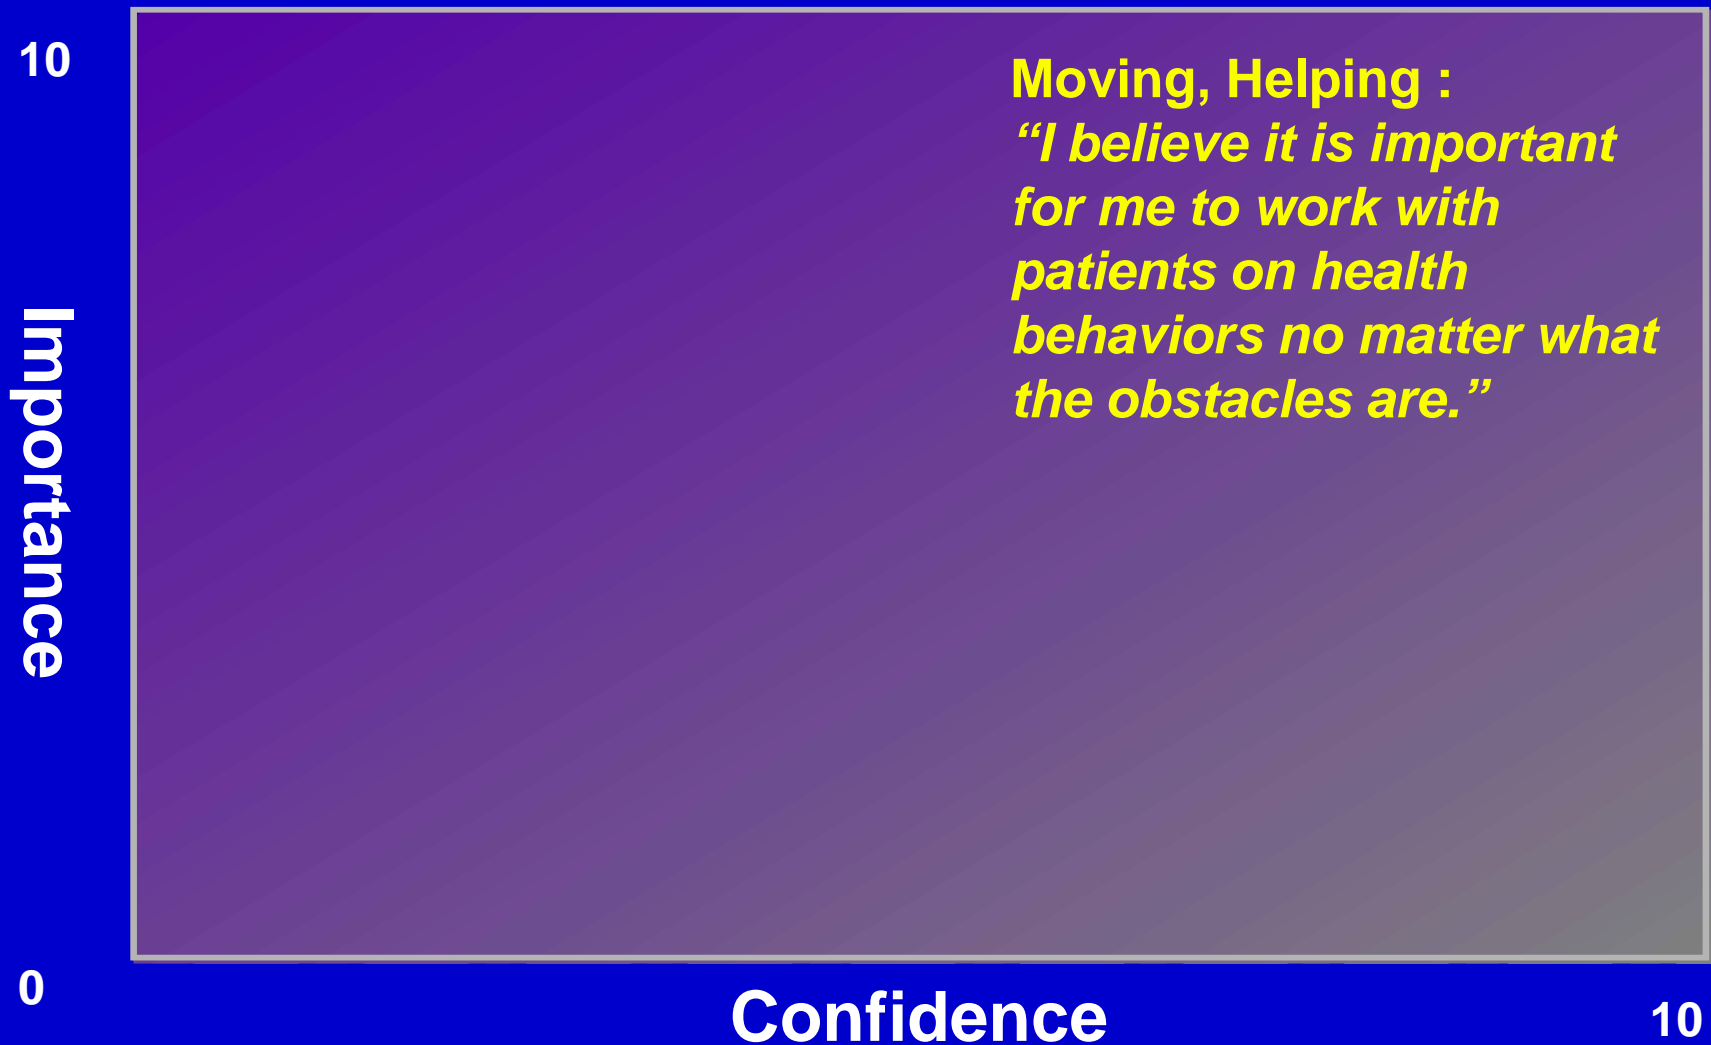 10
Moving, Helping :
“I believe it is important
for me to work with
patients on health
behaviors no matter what
the obstacles are.”
Importance
0
Confidence
10